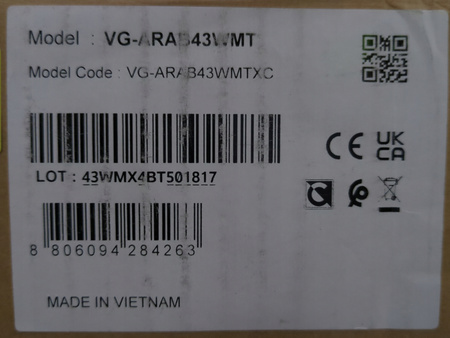 Model : VG-ARAB43WMT
Model Code : VG-ARAB43WMTXC
CE UK CA
LOT : 43WMX4BT501817
8 806094 284263
MADE IN VIETNAM